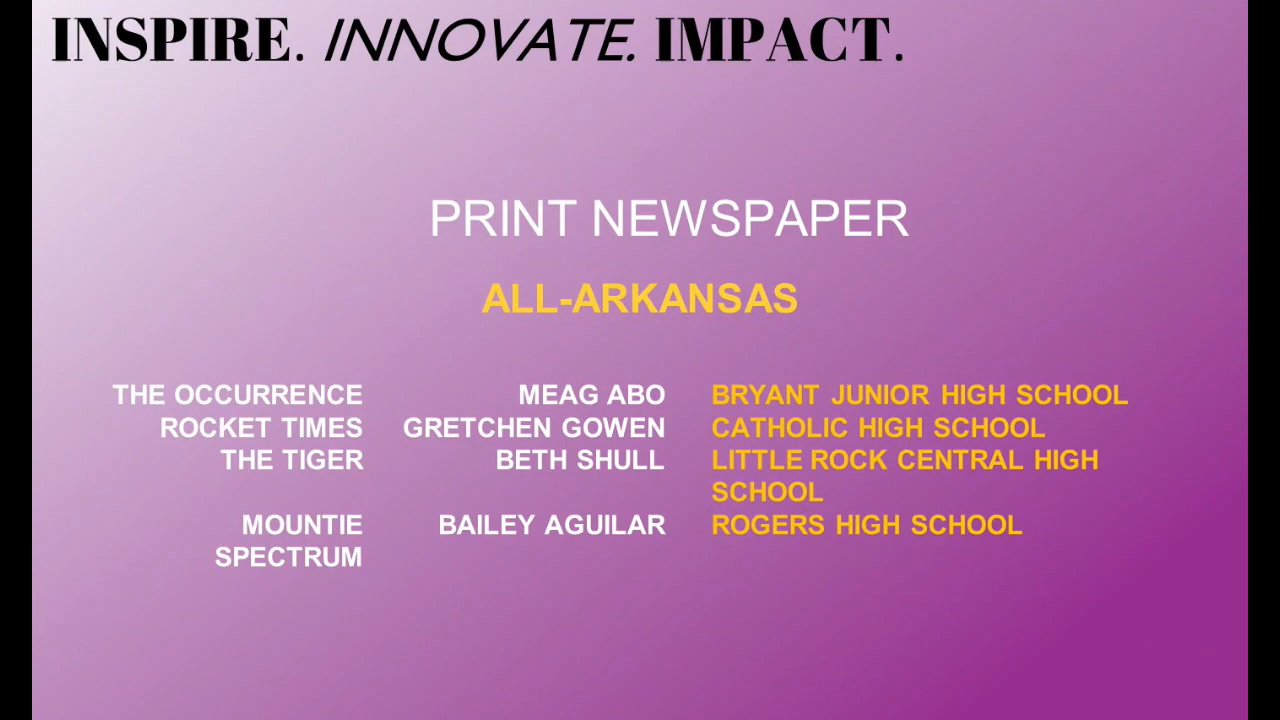 INSPIRE. INNOVATE. IMPACT.
PRINT NEWSPAPER
ALL-ARKANSAS
THE OCCURRENCE MEAG ABO BRYANT JUNIOR HIGH SCHOOL
ROCKET TIMES GRETCHEN GOWEN CATHOLIC HIGH SCHOOL
THE TIGER BETH SHULL LITTLE ROCK CENTRAL HIGH
SCHOOL
MOUNTIE BAILEY AGUILAR ROGERS HIGH SCHOOL
SPECTRUM